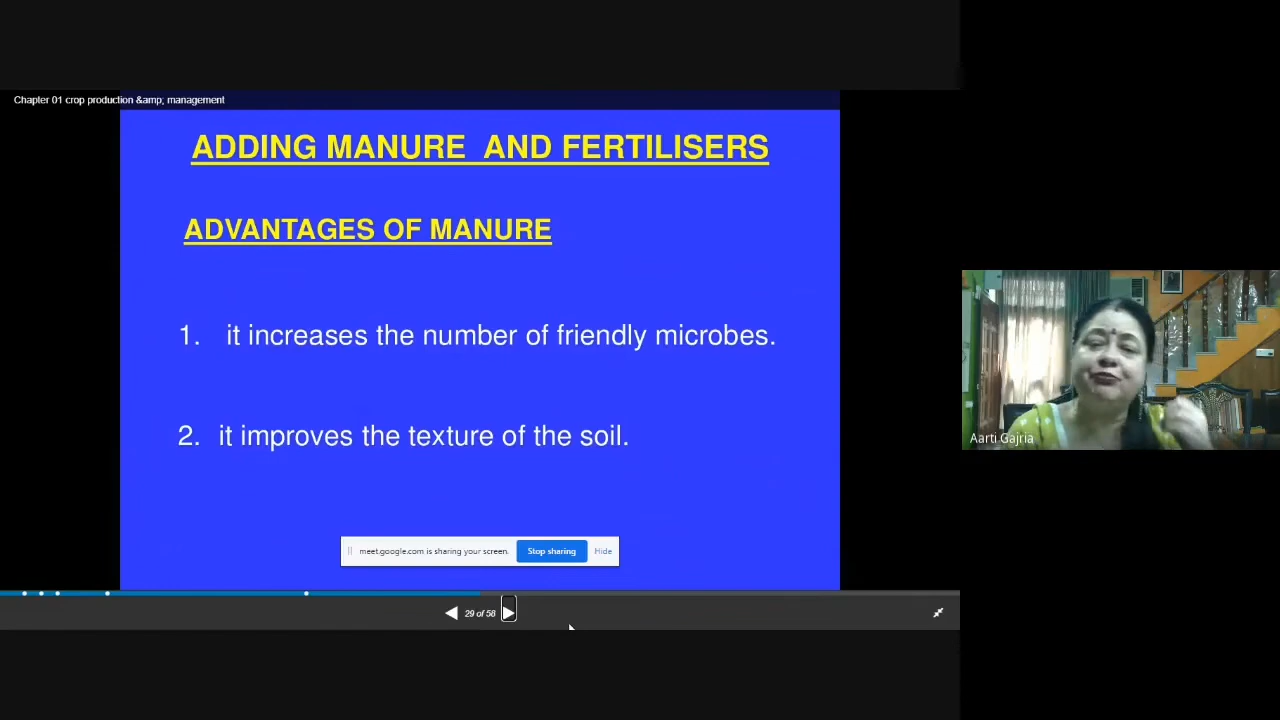 Chapter 01 crop production &amp; management
ADDING MANURE AND FERTILISERS
ADVANTAGES OF MANURE
1. it increases the number of friendly microbes.
2. it improves the texture of the soil.
meet.google.com is sharing your screen. Stop sharing Hide
29 of 58
Aarti Gajria